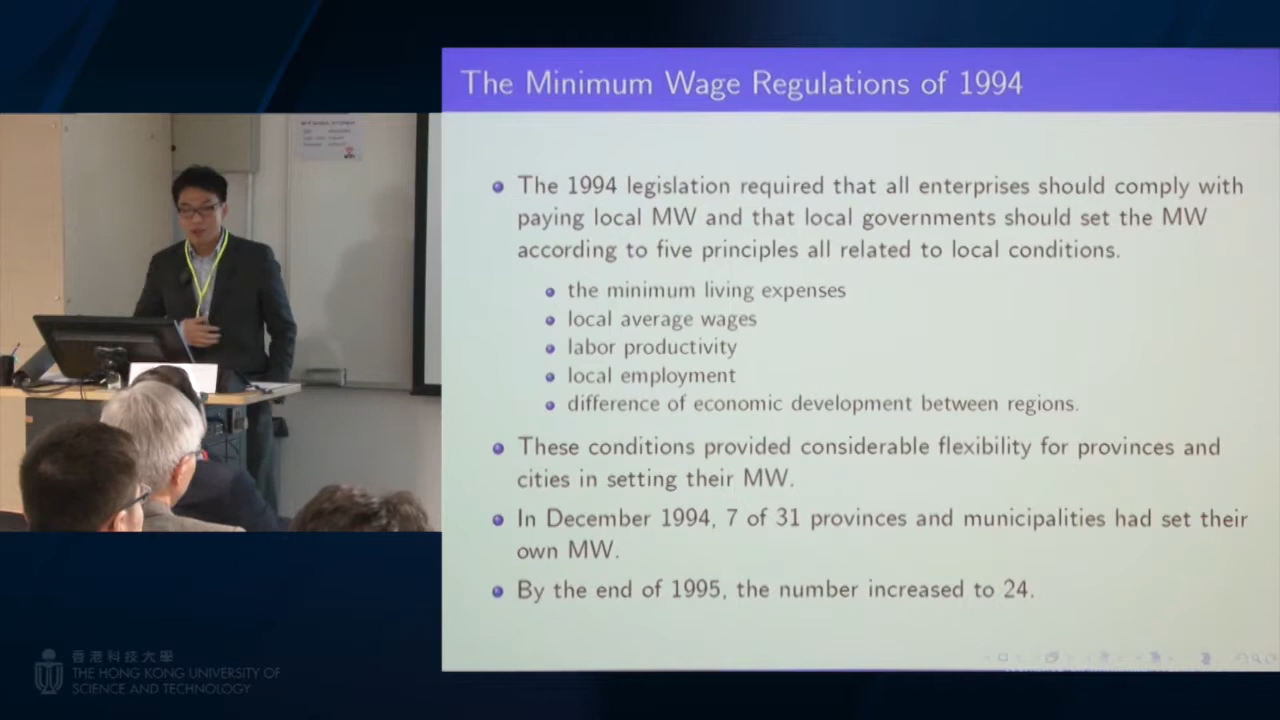 The Minimum Wage Regulations of 1994
The 1994 legislation required that all enterprises should comply with
paying local MW and that local governments should set the MW
according to five principles all related to local conditions.
the minimum living expenses
local average wages
labor productivity
local employment
difference of economic development between regions.
These conditions provided considerable flexibility for provinces and
cities in setting their MW.
In December 1994, 7 of 31 provinces and municipalities had set their
own MW.
By the end of 1995, the number increased to 24.
香港科技大學
THE HONG KONG UNIVERSITY OF
SCIENCE AND TECHNOLOGY